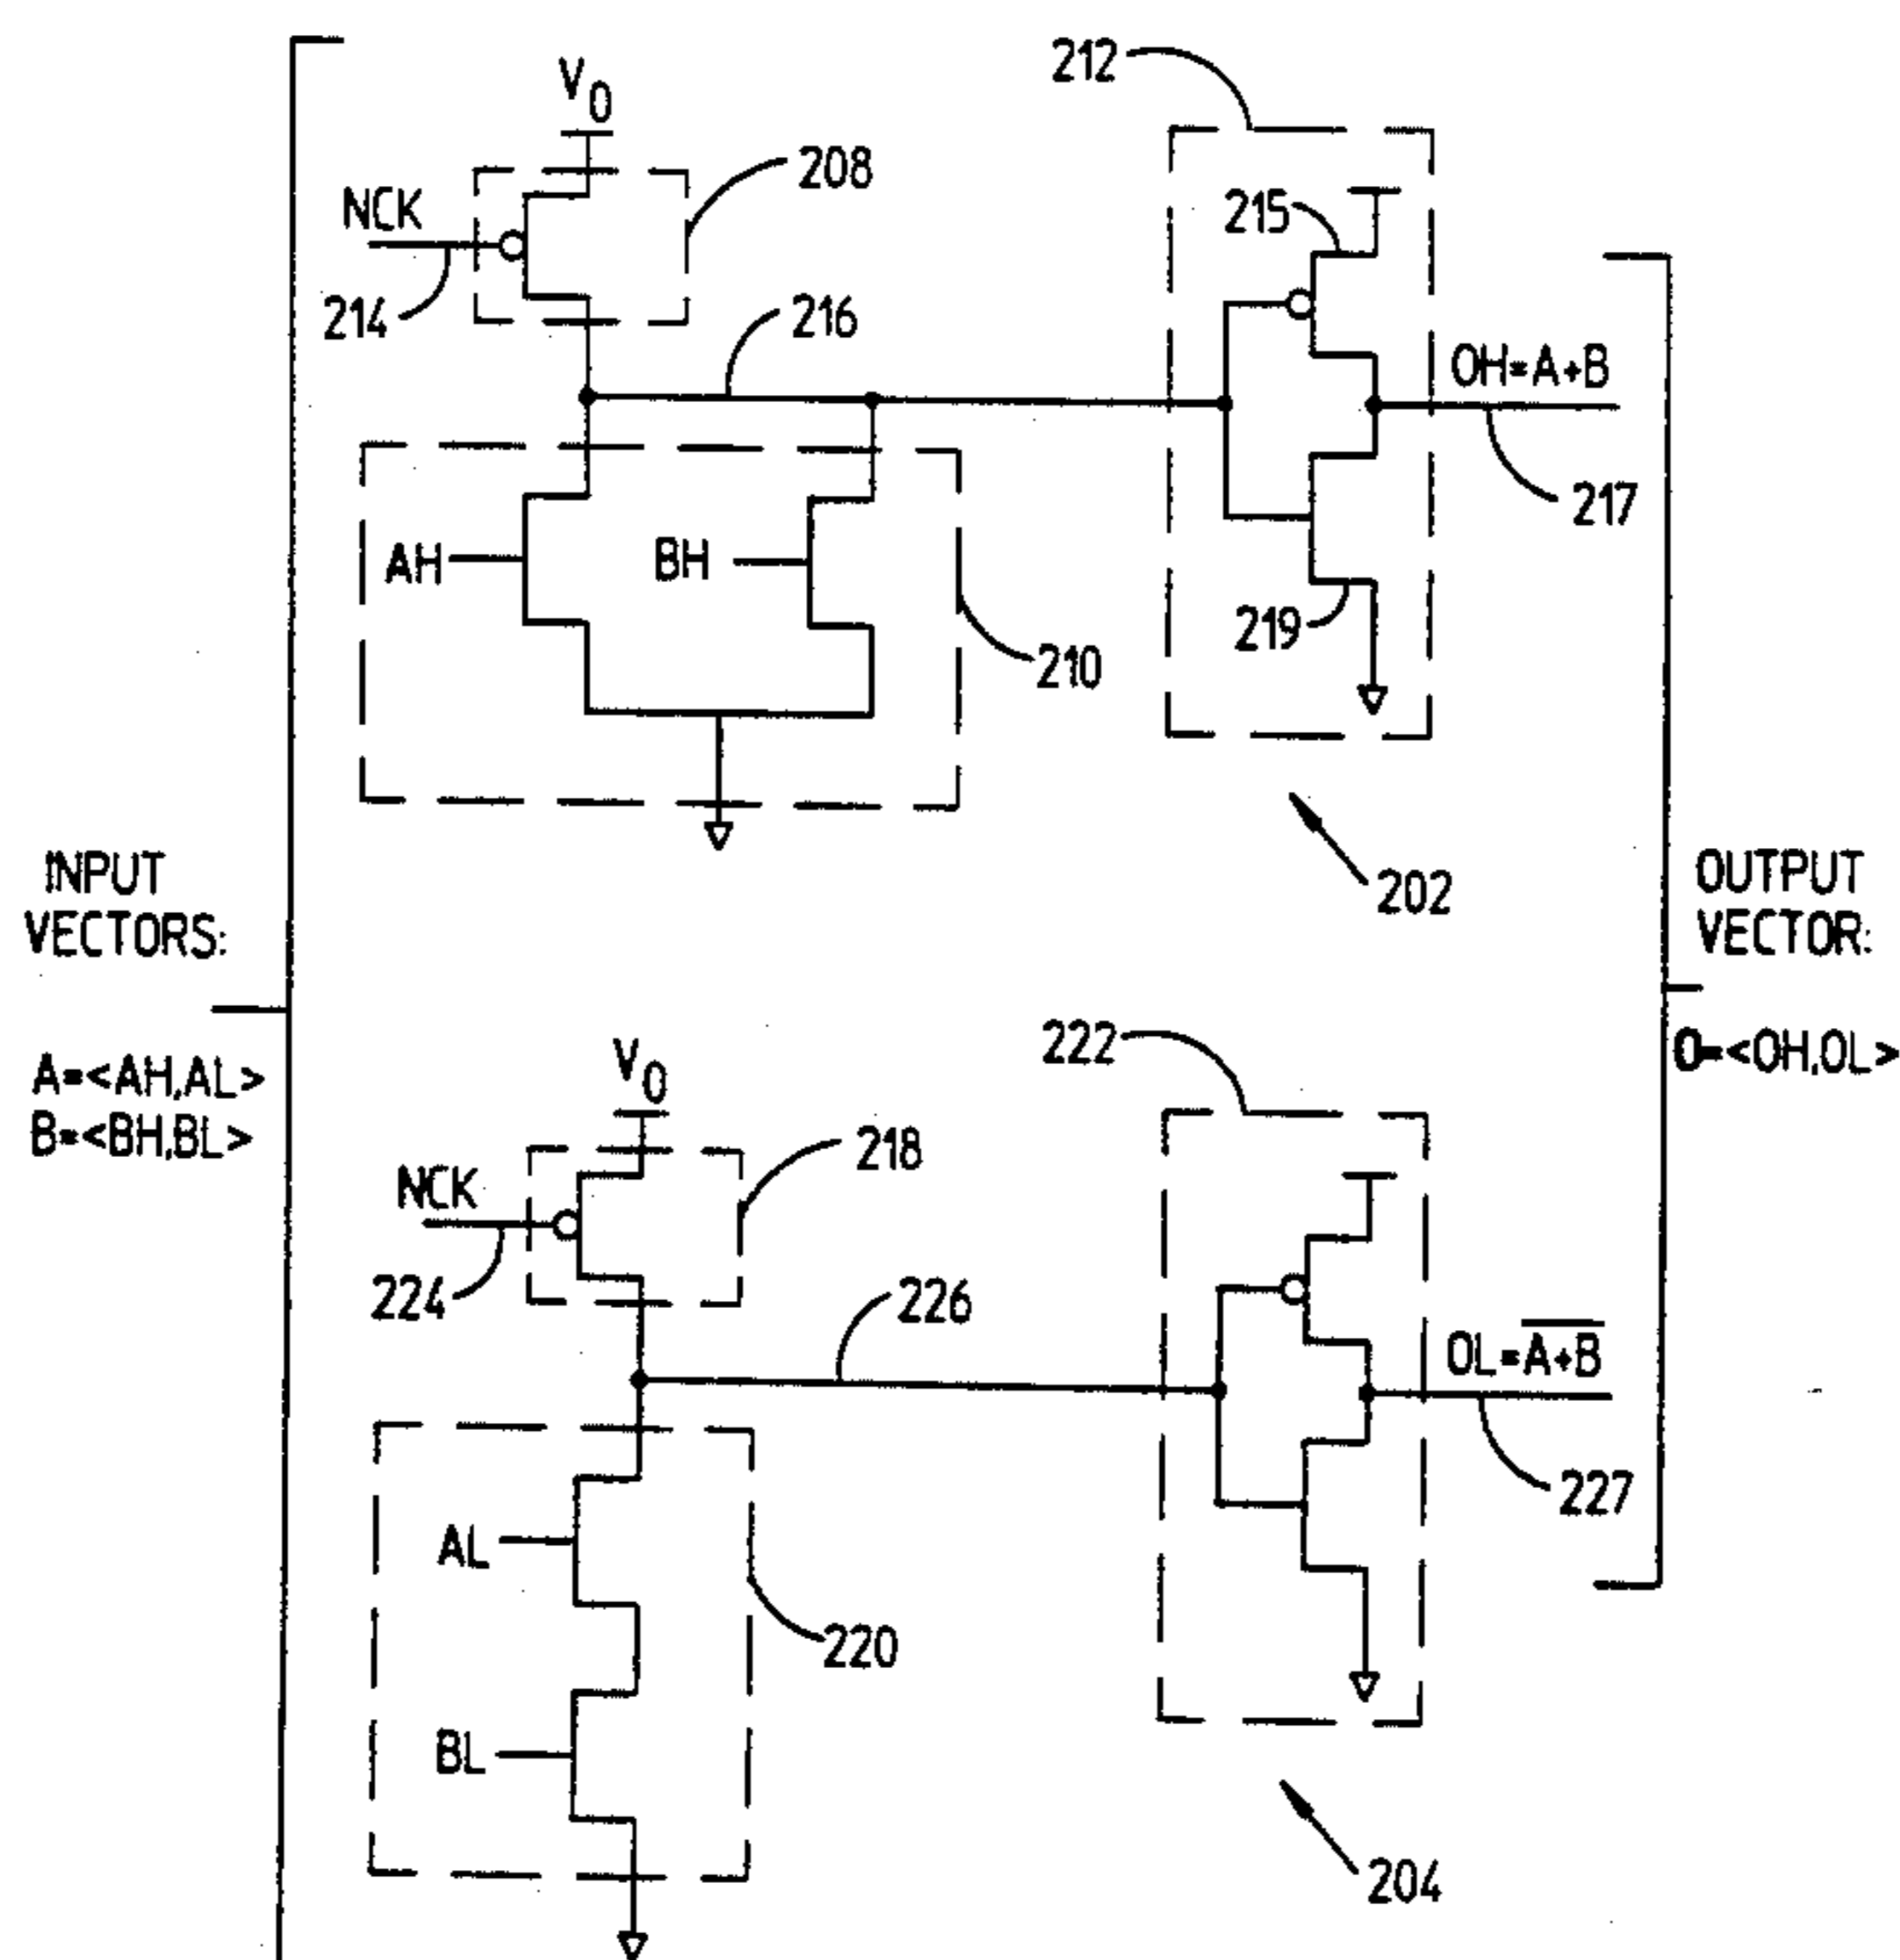 212
V0
208
NCK
215
214
216
OH=A+B
217
AH
BH
219
210
202
INPUT
VECTORS:
A=<AH,AL>
B=<BH,BL>
OUTPUT
VECTOR:
O=<OH,OL>
222
V0
218
NCK
224
226
OL=A̅+̅B̅
227
AL
220
BL
204